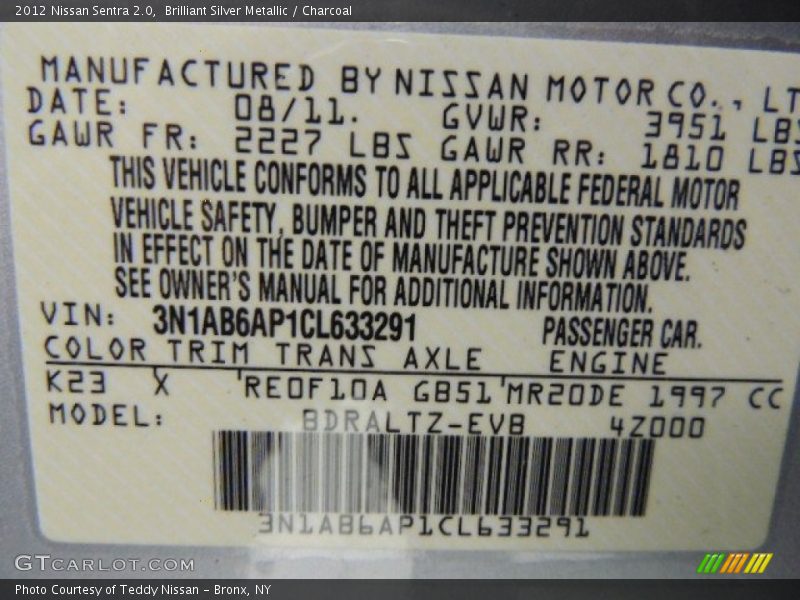 2012 Nissan Sentra 2.0,  Brilliant Silver Metallic / Charcoal
MANUFACTURED BY NISSAN MOTOR CO., LT
DATE: 08/11. GVWR: 3951 LBS
GAWR FR: 2227 LBS GAWR RR: 1810 LBS
THIS VEHICLE CONFORMS TO ALL APPLICABLE FEDERAL MOTOR
VEHICLE SAFETY, BUMPER AND THEFT PREVENTION STANDARDS
IN EFFECT ON THE DATE OF MANUFACTURE SHOWN ABOVE.
SEE OWNER'S MANUAL FOR ADDITIONAL INFORMATION.
VIN: 3N1AB6AP1CL633291 PASSENGER CAR.
COLOR TRIM TRANS AXLE ENGINE
K23 X RE0F10A GB51 MR20DE 1997 CC
MODEL: BDRALTZ-EVB 4Z000
3N1AB6AP1CL633291
GTCARLOT.COM
Photo Courtesy of Teddy Nissan - Bronx, NY